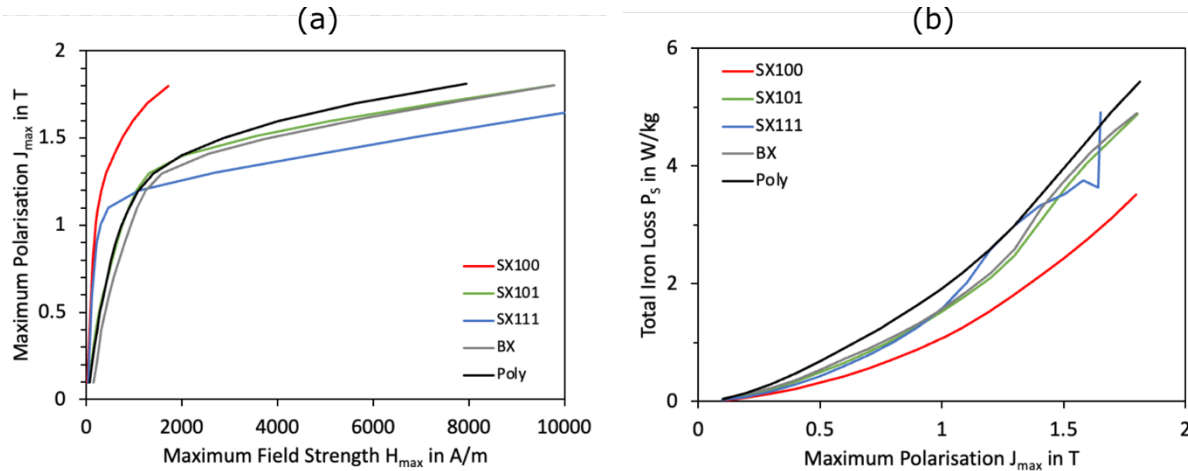 (a)
Maximum Polarisation Jmax in T
2
1.5
1
0.5
0
SX100
SX101
SX111
BX
Poly
0 2000 4000 6000 8000 10000
Maximum Field Strength Hmax in A/m
(b)
Total Iron Loss PS in W/kg
6
4
2
0
SX100
SX101
SX111
BX
Poly
0 0.5 1 1.5 2
Maximum Polarisation Jmax in T